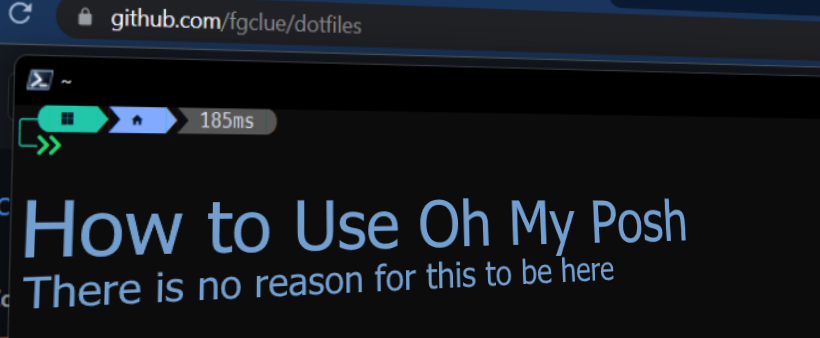 github.com/fgclue/dotfiles
~
185ms
How to Use Oh My Posh
There is no reason for this to be here